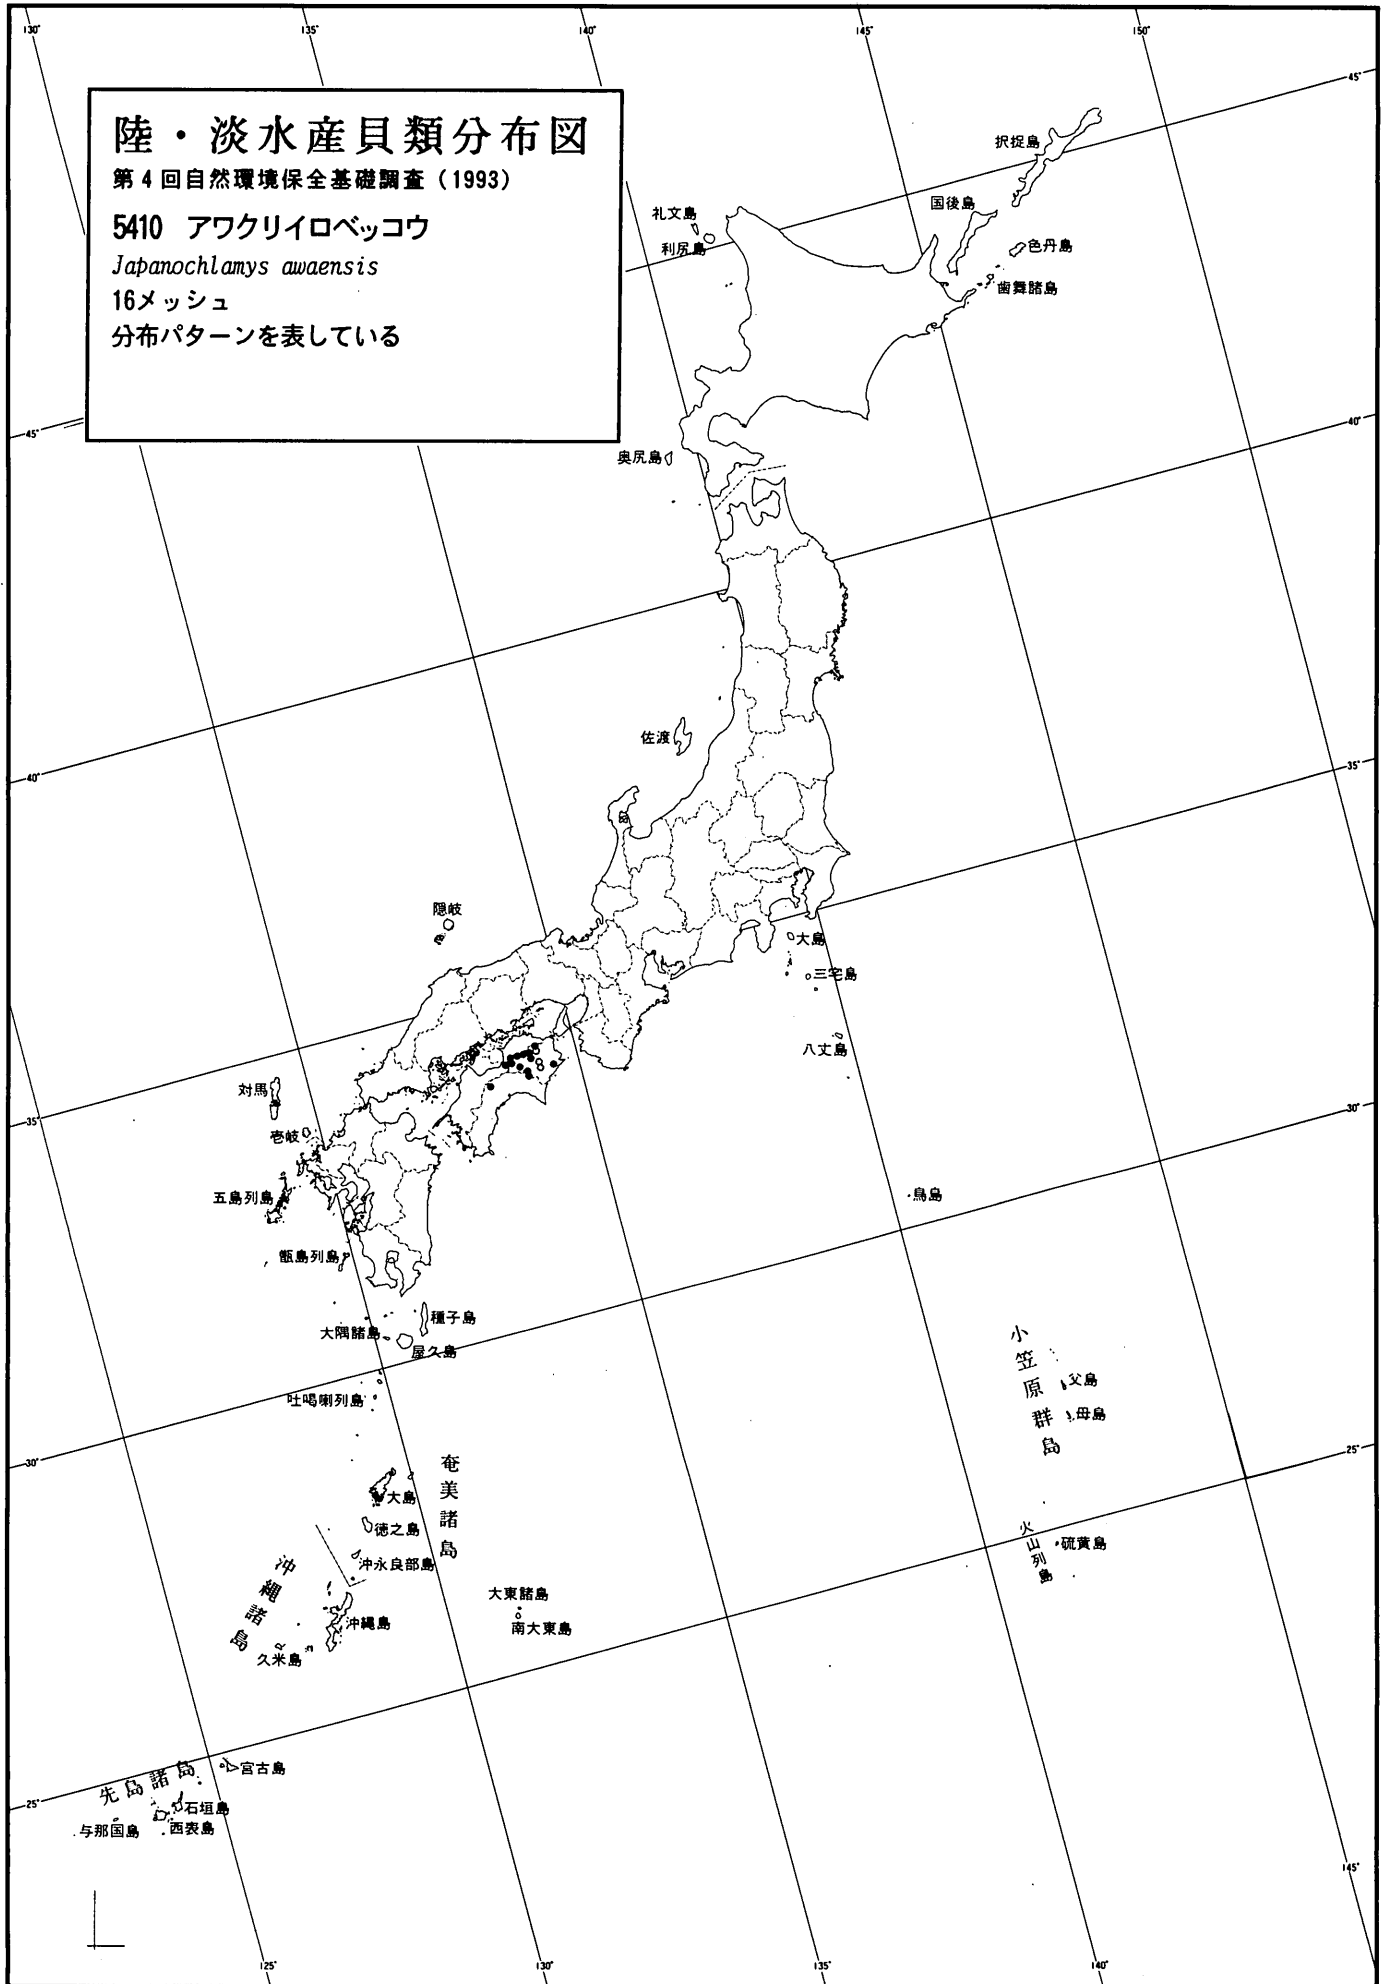 130°
135°
140°
145°
150°
陸・淡水産貝類分布図
第4回自然環境保全基礎調査（1993）
5410 アワクリイロベッコウ
Japanochlamys awaensis
16メッシュ
分布パターンを表している
45°
択捉島
国後島
礼文島
利尻島
色丹島
歯舞諸島
45°
40°
奥尻島
佐渡
40°
35°
隠岐
大島
三宅島
八丈島
対馬
35°
壱岐
30°
五島列島
鳥島
甑島列島
種子島
大隅諸島
屋久島
吐喝喇列島
小笠原群島
父島
母島
30°
25°
奄美諸島
大島
徳之島
沖永良部島
沖縄諸島
沖縄島
久米島
大東諸島
南大東島
火山列島
硫黄島
先島諸島
宮古島
石垣島
西表島
与那国島
25°
145°
125°
130°
135°
140°